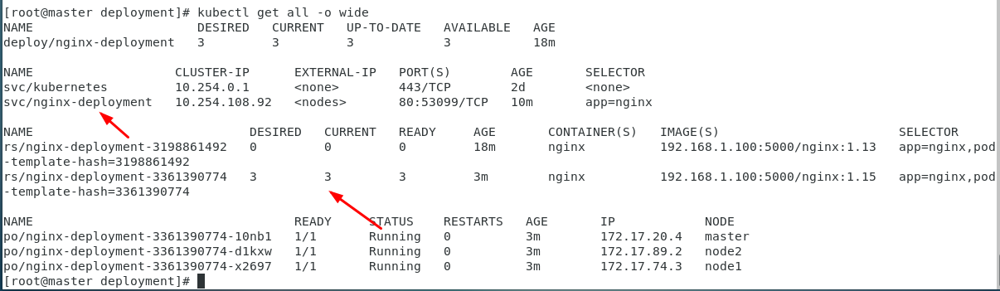 [root@master deployment]# kubectl get all -o wide
NAME                      DESIRED   CURRENT   UP-TO-DATE   AVAILABLE   AGE
deploy/nginx-deployment   3         3         3            3           18m
NAME                   CLUSTER-IP      EXTERNAL-IP   PORT(S)        AGE       SELECTOR
svc/kubernetes         10.254.0.1      <none>        443/TCP        2d        <none>
svc/nginx-deployment   10.254.108.92   <nodes>       80:53099/TCP   10m       app=nginx
NAME                             DESIRED   CURRENT   READY     AGE       CONTAINER(S)   IMAGE(S)                        SELECTOR
rs/nginx-deployment-3198861492   0         0         0         18m       nginx          192.168.1.100:5000/nginx:1.13   app=nginx,pod
-template-hash=3198861492
rs/nginx-deployment-3361390774   3         3         3         3m        nginx          192.168.1.100:5000/nginx:1.15   app=nginx,pod
-template-hash=3361390774
NAME                                   READY     STATUS    RESTARTS   AGE       IP            NODE
po/nginx-deployment-3361390774-10nb1   1/1       Running   0          3m        172.17.20.4   master
po/nginx-deployment-3361390774-d1kxw   1/1       Running   0          3m        172.17.89.2   node2
po/nginx-deployment-3361390774-x2697   1/1       Running   0          3m        172.17.74.3   node1
[root@master deployment]#